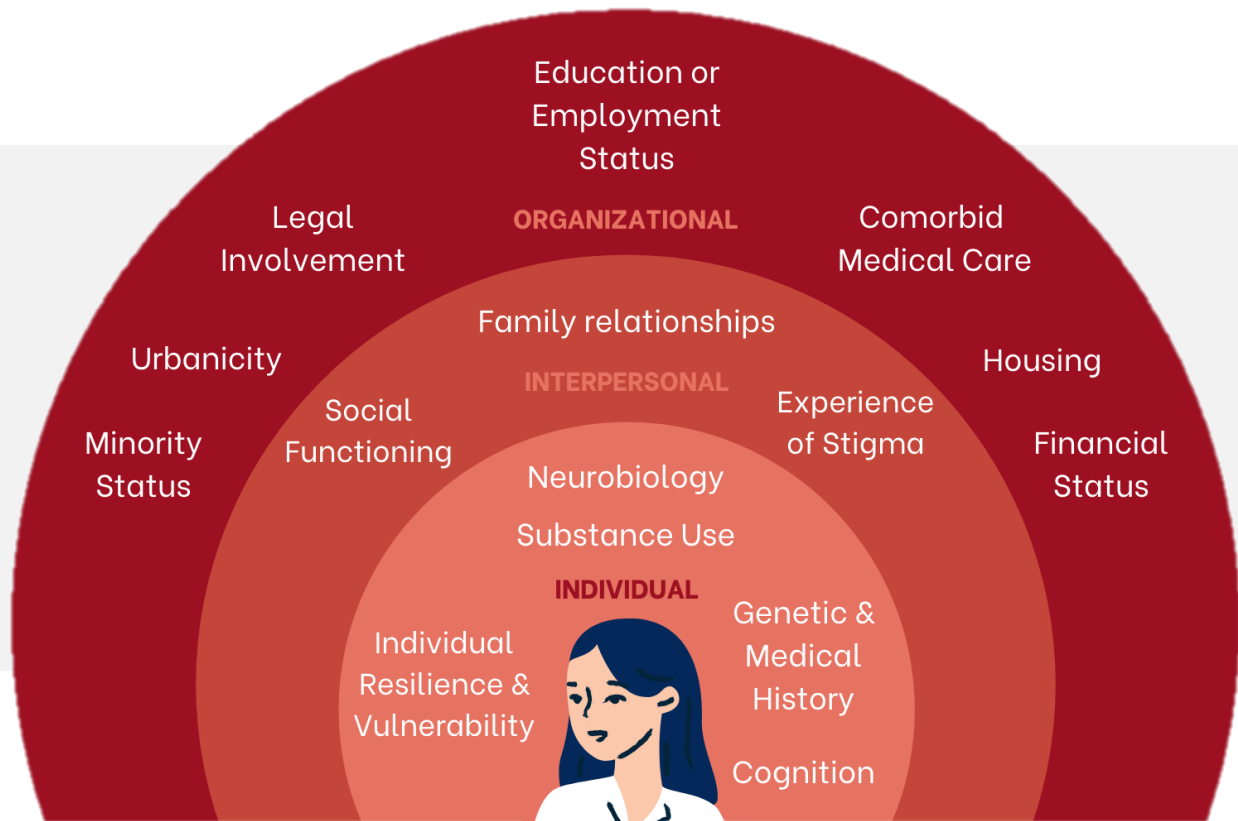 Education or
Employment
Status
Legal
Involvement
ORGANIZATIONAL
Comorbid
Medical Care
Urbanicity
Housing
Minority
Status
Financial
Status
Family relationships
INTERPERSONAL
Social
Functioning
Experience
of Stigma
Neurobiology
Substance Use
INDIVIDUAL
Individual
Resilience &
Vulnerability
Genetic &
Medical
History
Cognition